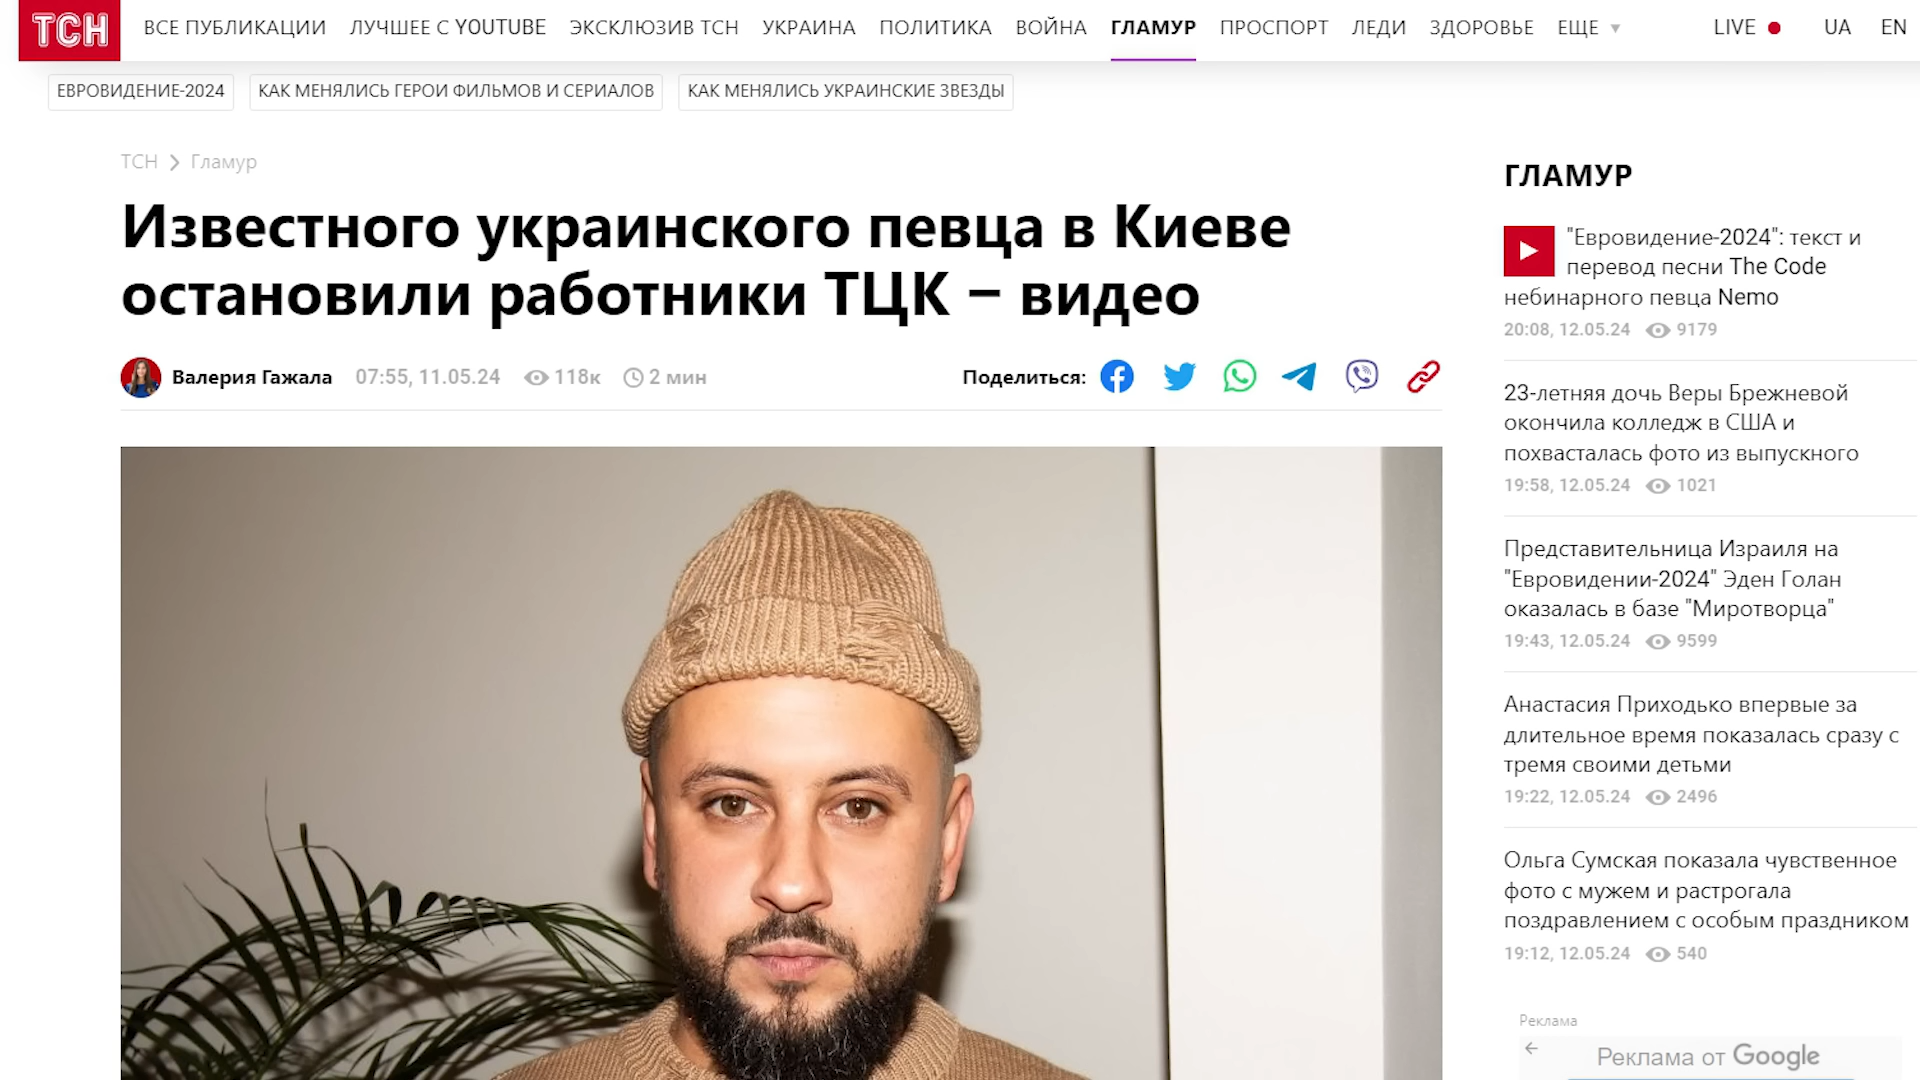 ТСН ВСЕ ПУБЛИКАЦИИ ЛУЧШЕЕ С YOUTUBE ЭКСКЛЮЗИВ ТСН УКРАИНА ПОЛИТИКА ВОЙНА ГЛАМУР ПРОСПОРТ ЛЕДИ ЗДОРОВЬЕ ЕЩЕ LIVE UA EN
ЕВРОВИДЕНИЕ-2024 КАК МЕНЯЛИСЬ ГЕРОИ ФИЛЬМОВ И СЕРИАЛОВ КАК МЕНЯЛИСЬ УКРАИНСКИЕ ЗВЕЗДЫ
ТСН Гламур
Известного украинского певца в Киеве
остановили работники ТЦК – видео
Валерия Гажала 07:55, 11.05.24 118к 2 мин Поделиться:
ГЛАМУР
"Евровидение-2024": текст и
перевод песни The Code
небинарного певца Nemo
20:08, 12.05.24 9179
23-летняя дочь Веры Брежневой
окончила колледж в США и
похвасталась фото из выпускного
19:58, 12.05.24 1021
Представительница Израиля на
"Евровидении-2024" Эден Голан
оказалась в базе "Миротворца"
19:43, 12.05.24 9599
Анастасия Приходько впервые за
длительное время показалась сразу с
тремя своими детьми
19:22, 12.05.24 2496
Ольга Сумская показала чувственное
фото с мужем и растрогала
поздравлением с особым праздником
19:12, 12.05.24 540
Реклама
Реклама от Google